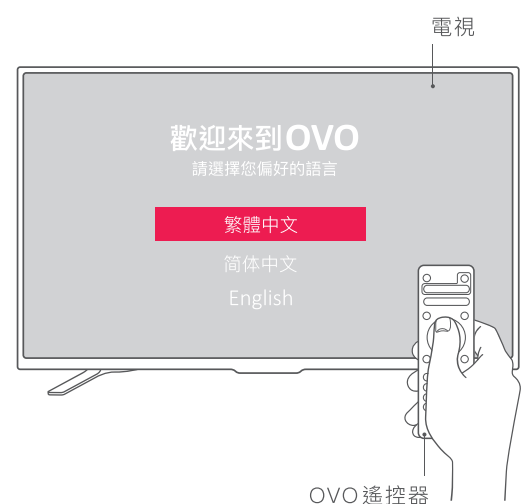 電視
歡迎來到OVO
請選擇您偏好的語言
繁體中文
简体中文
English
OVO遙控器